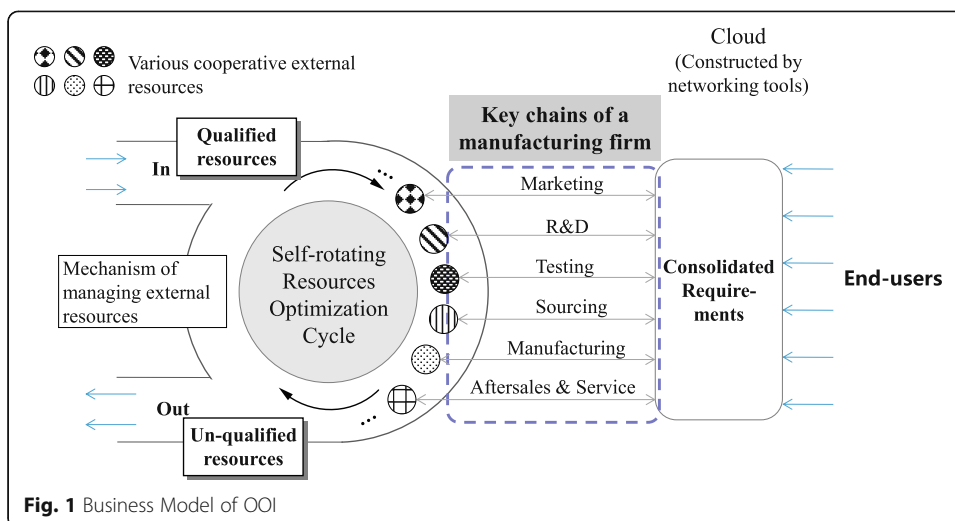 Various cooperative external
resources
Cloud
(Constructed by
networking tools)
Key chains of a
manufacturing firm
Qualified
resources
In
...
Marketing
R&D
Testing
Sourcing
Manufacturing
Aftersales & Service
Self-rotating
Resources
Optimization
Cycle
Mechanism of
managing external
resources
Consolidated
Require-
ments
End-users
Out
...
Un-qualified
resources
Fig. 1 Business Model of OOI